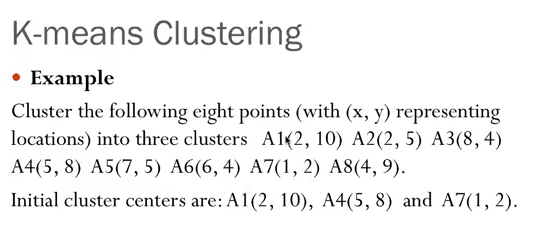 K-means Clustering
• Example
Cluster the following eight points (with (x, y) representing
locations) into three clusters A1(2, 10) A2(2, 5) A3(8, 4)
A4(5, 8) A5(7, 5) A6(6, 4) A7(1, 2) A8(4, 9).
Initial cluster centers are: A1(2, 10), A4(5, 8) and A7(1, 2).